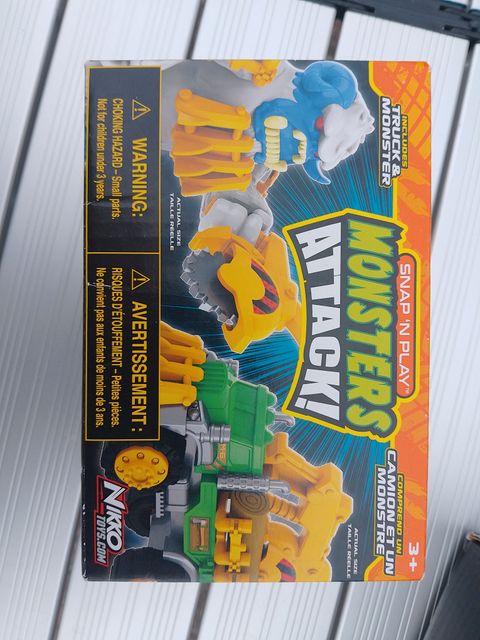 INCLUDES
TRUCK &
MONSTER
SNAP 'N PLAY
MONSTERS
ATTACK!
COMPREND UN
CAMION ET UN
MONSTRE
3+
ACTUAL SIZE
TAILLE RÉELLE
ACTUAL SIZE
TAILLE RÉELLE
WARNING:
CHOKING HAZARD – Small parts.
Not for children under 3 years.
AVERTISSEMENT:
RISQUES D'ÉTOUFFEMENT – Petites pièces.
Ne convient pas aux enfants de moins de 3 ans.
NIKKO
TOYS.COM